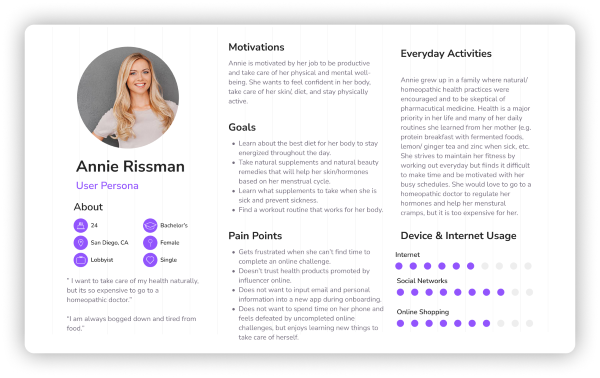 Annie Rissman
User Persona
About
24
Bachelor's
San Diego, CA
Female
Lobbyist
Single
" I want to take care of my health naturally,
but its so expensive to go to a
homeopathic doctor."
"I am always bogged down and tired from
food."
Motivations
Annie is motivated by her job to be productive
and take care of her physical and mental well-
being. She wants to feel confident in her body,
take care of her skin/ diet, and stay physically
active.
Goals
• Learn about the best diet for her body to stay
energized throughout the day.
• Take natural supplements and natural beauty
remedies that will help her skin/hormones
based on her menstrual cycle.
• Learn what supplements to take when she is
sick and prevent sickness.
• Find a workout routine that works for her body.
Pain Points
• Gets frustrated when she can't find time to
complete an online challenge.
• Doesn't trust health products promoted by
influencer online.
• Does not want to input email and personal
information into a new app during onboarding.
• Does not want to spend time on her phone and
feels defeated by uncompleted online
challenges, but enjoys learning new things to
take care of herself.
Everyday Activities
Annie grew up in a family where natural/
homeopathic health practices were
encouraged and to be skeptical of
pharmacutical medicine. Health is a major
priority in her life and many of her daily
routines she learned from her mother (e.g.
protein breakfast with fermented foods,
lemon/ ginger tea and zinc when sick, etc.
She strives to maintain her fitness by
working out everyday but finds it difficult
to make time and be motivated with her
busy schedules. She would love to go to a
homeopathic doctor to regulate her
hormones and help her menstural
cramps, but it is too expensive for her.
Device & Internet Usage
Internet
Social Networks
Online Shopping